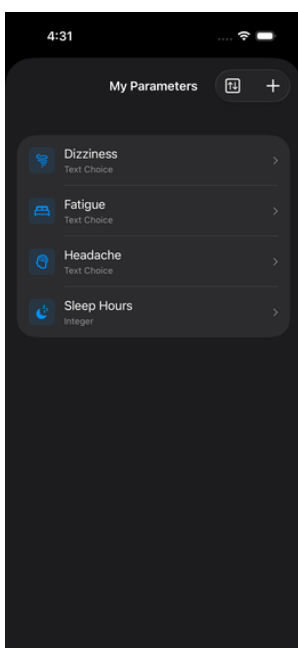 4:31
My Parameters
Dizziness
Text Choice
Fatigue
Text Choice
Headache
Text Choice
Sleep Hours
Integer